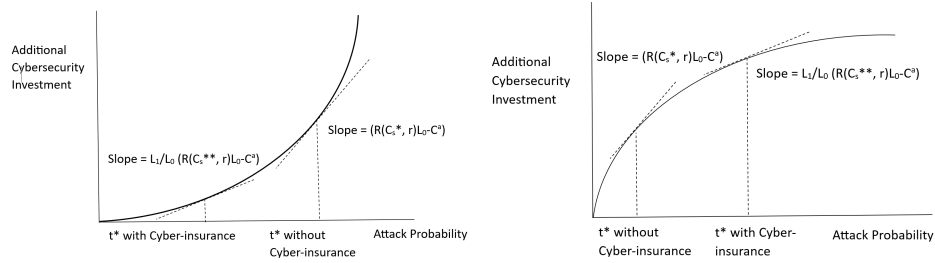 Additional
Cybersecurity
Investment
Slope = L₁/L₀ (R(Cₛ**, r)L₀-Cᵃ)
Slope = (R(Cₛ*, r)L₀-Cᵃ)
t* with Cyber-insurance
t* without
Cyber-insurance
Attack Probability
Additional
Cybersecurity
Investment
Slope = (R(Cₛ*, r)L₀-Cᵃ)
Slope = L₁/L₀ (R(Cₛ**, r)L₀-Cᵃ)
t* without
Cyber-insurance
t* with Cyber-
insurance
Attack Probability